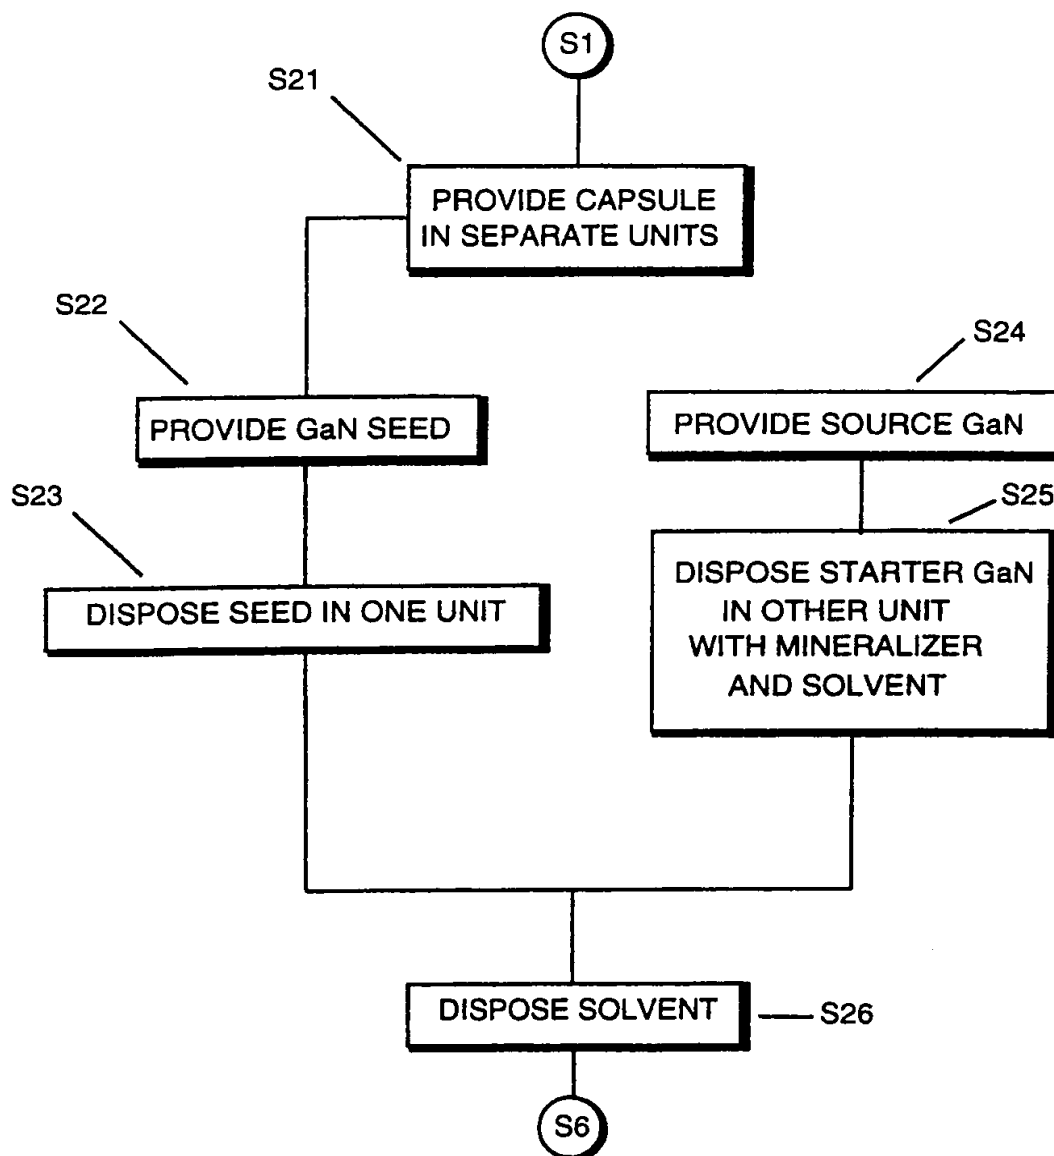 S1
S21
PROVIDE CAPSULE
IN SEPARATE UNITS
S22
PROVIDE GaN SEED
S23
DISPOSE SEED IN ONE UNIT
S24
PROVIDE SOURCE GaN
S25
DISPOSE STARTER GaN
IN OTHER UNIT
WITH MINERALIZER
AND SOLVENT
DISPOSE SOLVENT
S26
S6